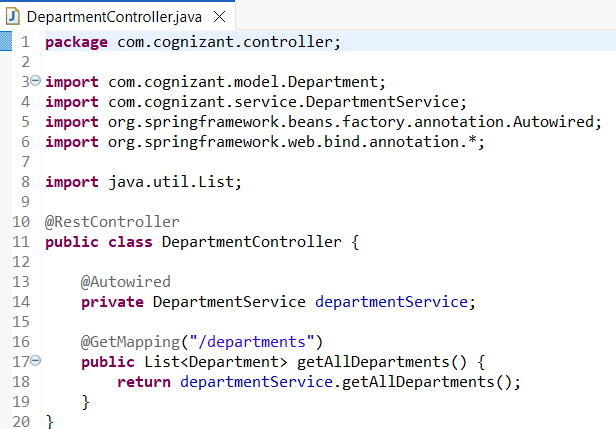 DepartmentController.java
1 package com.cognizant.controller;
2
3 import com.cognizant.model.Department;
4 import com.cognizant.service.DepartmentService;
5 import org.springframework.beans.factory.annotation.Autowired;
6 import org.springframework.web.bind.annotation.*;
7
8 import java.util.List;
9
10 @RestController
11 public class DepartmentController {
12
13     @Autowired
14     private DepartmentService departmentService;
15
16     @GetMapping("/departments")
17     public List<Department> getAllDepartments() {
18         return departmentService.getAllDepartments();
19     }
20 }